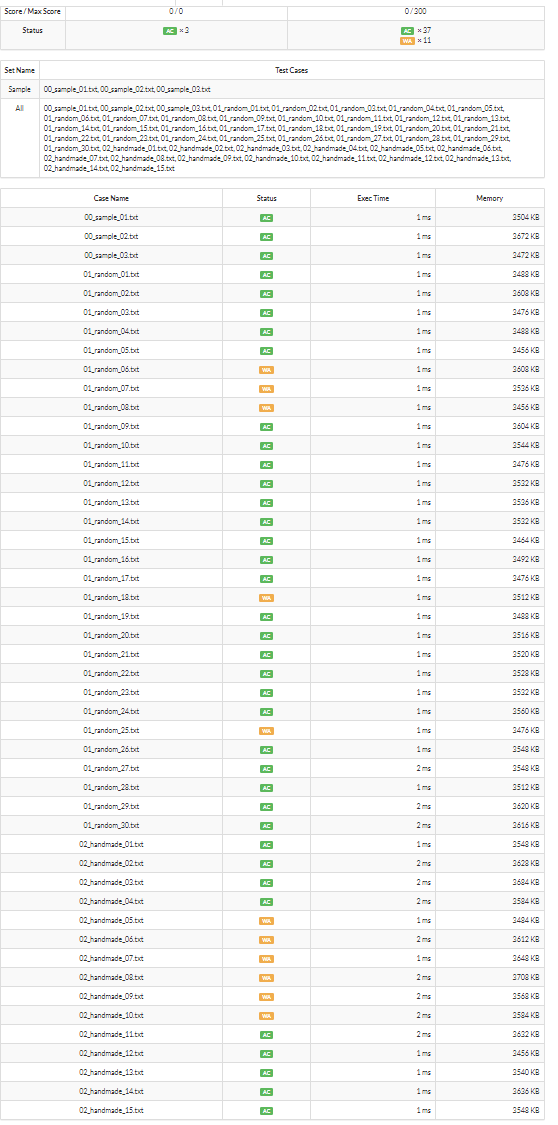 Score / Max Score 0 / 0 0 / 300
Status AC × 3 AC × 37
WA × 11
Set Name Test Cases
Sample 00_sample_01.txt, 00_sample_02.txt, 00_sample_03.txt
All 00_sample_01.txt, 00_sample_02.txt, 00_sample_03.txt, 01_random_01.txt, 01_random_02.txt, 01_random_03.txt, 01_random_04.txt, 01_random_05.txt,
01_random_06.txt, 01_random_07.txt, 01_random_08.txt, 01_random_09.txt, 01_random_10.txt, 01_random_11.txt, 01_random_12.txt, 01_random_13.txt,
01_random_14.txt, 01_random_15.txt, 01_random_16.txt, 01_random_17.txt, 01_random_18.txt, 01_random_19.txt, 01_random_20.txt, 01_random_21.txt,
01_random_22.txt, 01_random_23.txt, 01_random_24.txt, 01_random_25.txt, 01_random_26.txt, 01_random_27.txt, 01_random_28.txt, 01_random_29.txt,
01_random_30.txt, 02_handmade_01.txt, 02_handmade_02.txt, 02_handmade_03.txt, 02_handmade_04.txt, 02_handmade_05.txt, 02_handmade_06.txt,
02_handmade_07.txt, 02_handmade_08.txt, 02_handmade_09.txt, 02_handmade_10.txt, 02_handmade_11.txt, 02_handmade_12.txt, 02_handmade_13.txt,
02_handmade_14.txt, 02_handmade_15.txt
Case Name Status Exec Time Memory
00_sample_01.txt AC 1 ms 3504 KB
00_sample_02.txt AC 1 ms 3672 KB
00_sample_03.txt AC 1 ms 3472 KB
01_random_01.txt AC 1 ms 3488 KB
01_random_02.txt AC 1 ms 3608 KB
01_random_03.txt AC 1 ms 3476 KB
01_random_04.txt AC 1 ms 3488 KB
01_random_05.txt AC 1 ms 3456 KB
01_random_06.txt WA 1 ms 3608 KB
01_random_07.txt WA 1 ms 3536 KB
01_random_08.txt WA 1 ms 3456 KB
01_random_09.txt AC 1 ms 3604 KB
01_random_10.txt AC 1 ms 3544 KB
01_random_11.txt AC 1 ms 3476 KB
01_random_12.txt AC 1 ms 3532 KB
01_random_13.txt AC 1 ms 3536 KB
01_random_14.txt AC 1 ms 3532 KB
01_random_15.txt AC 1 ms 3464 KB
01_random_16.txt AC 1 ms 3492 KB
01_random_17.txt AC 1 ms 3476 KB
01_random_18.txt WA 1 ms 3512 KB
01_random_19.txt AC 1 ms 3488 KB
01_random_20.txt AC 1 ms 3516 KB
01_random_21.txt AC 1 ms 3520 KB
01_random_22.txt AC 1 ms 3528 KB
01_random_23.txt AC 1 ms 3532 KB
01_random_24.txt AC 1 ms 3560 KB
01_random_25.txt WA 1 ms 3476 KB
01_random_26.txt AC 1 ms 3548 KB
01_random_27.txt AC 2 ms 3548 KB
01_random_28.txt AC 1 ms 3512 KB
01_random_29.txt AC 2 ms 3620 KB
01_random_30.txt AC 2 ms 3616 KB
02_handmade_01.txt AC 1 ms 3548 KB
02_handmade_02.txt AC 2 ms 3628 KB
02_handmade_03.txt AC 2 ms 3684 KB
02_handmade_04.txt AC 2 ms 3584 KB
02_handmade_05.txt WA 1 ms 3484 KB
02_handmade_06.txt WA 2 ms 3612 KB
02_handmade_07.txt WA 1 ms 3648 KB
02_handmade_08.txt WA 2 ms 3708 KB
02_handmade_09.txt WA 2 ms 3568 KB
02_handmade_10.txt WA 2 ms 3584 KB
02_handmade_11.txt AC 2 ms 3632 KB
02_handmade_12.txt AC 1 ms 3456 KB
02_handmade_13.txt AC 1 ms 3540 KB
02_handmade_14.txt AC 1 ms 3636 KB
02_handmade_15.txt AC 1 ms 3548 KB